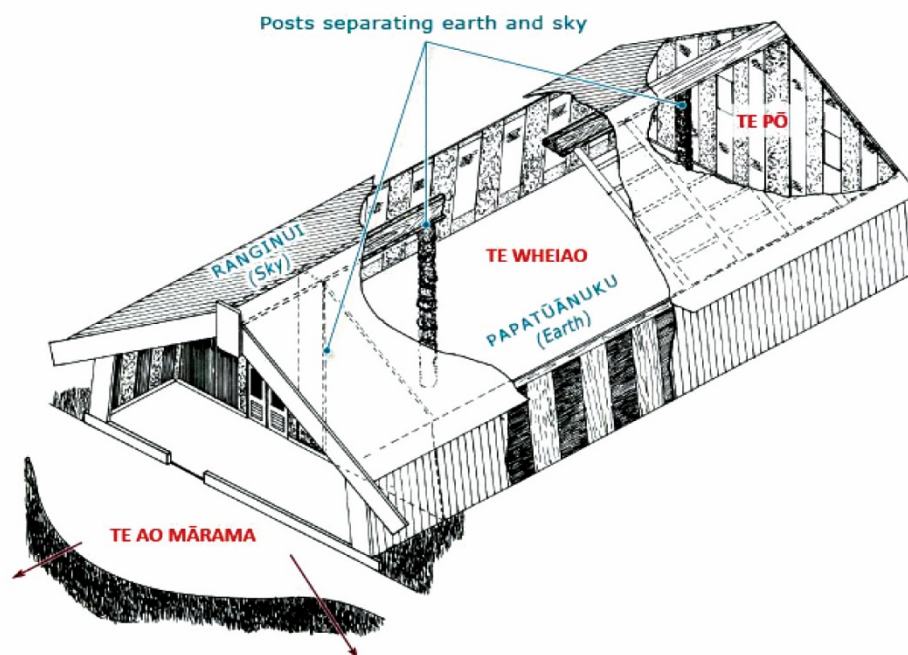 Posts separating earth and sky
TE PŌ
RANGINUI
(Sky)
TE WHEIAO
PAPATŪĀNUKU
(Earth)
TE AO MĀRAMA